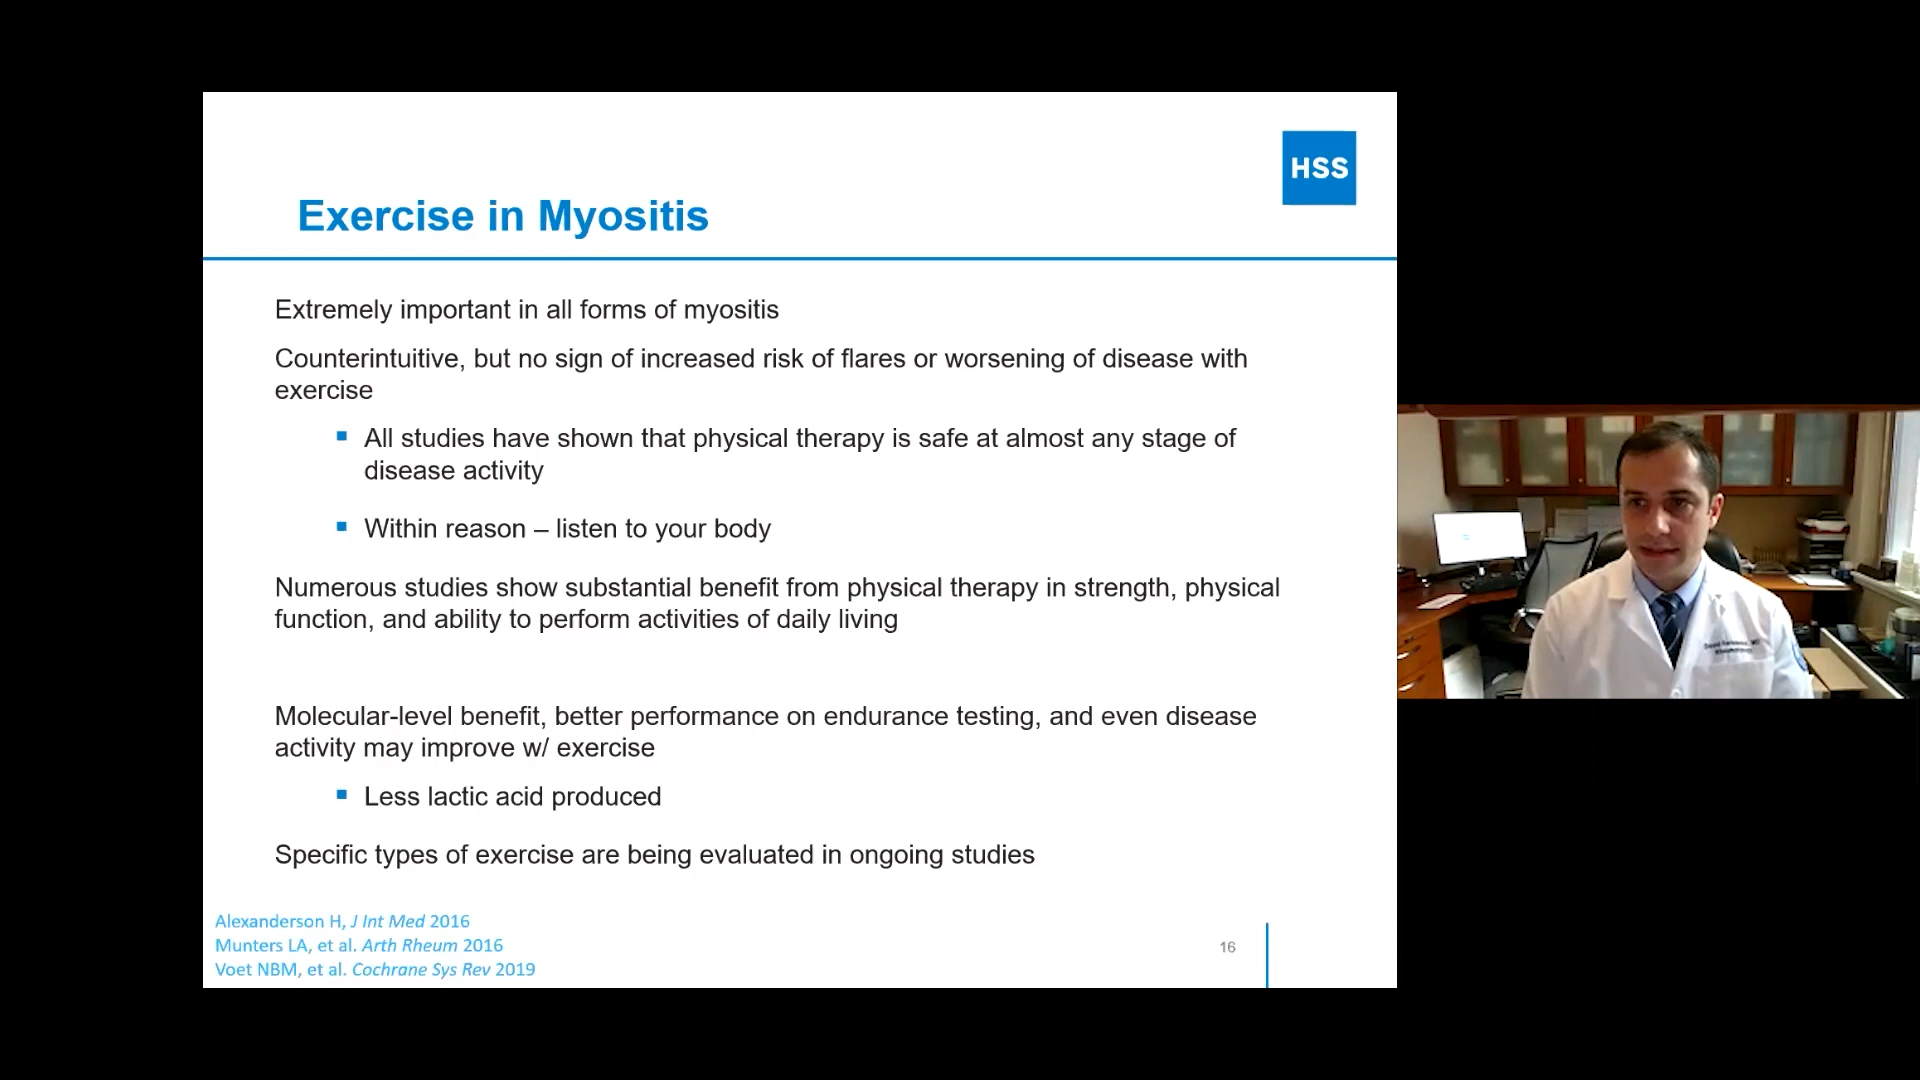 HSS
Exercise in Myositis
Extremely important in all forms of myositis
Counterintuitive, but no sign of increased risk of flares or worsening of disease with
exercise
All studies have shown that physical therapy is safe at almost any stage of
disease activity
Within reason – listen to your body
Numerous studies show substantial benefit from physical therapy in strength, physical
function, and ability to perform activities of daily living
Molecular-level benefit, better performance on endurance testing, and even disease
activity may improve w/ exercise
Less lactic acid produced
Specific types of exercise are being evaluated in ongoing studies
Alexanderson H, J Int Med 2016
Munters LA, et al. Arth Rheum 2016
Voet NBM, et al. Cochrane Sys Rev 2019
16